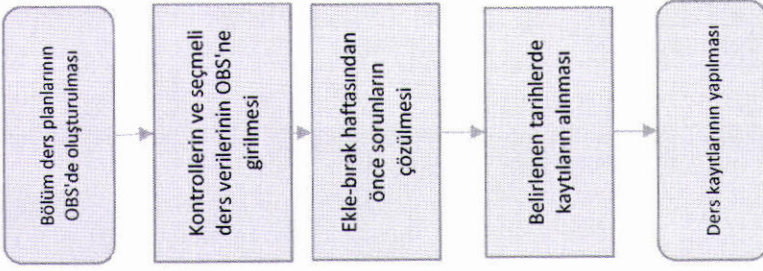 Bölüm ders planlarının
OBS'de oluşturulması
Kontrollerin ve seçmeli
ders verilerinin OBS'ne
girilmesi
Ekle-bırak haftasından
önce sorunların
çözülmesi
Belirlenen tarihlerde
kaytıların alınması
Ders kayıtlarının yapılması